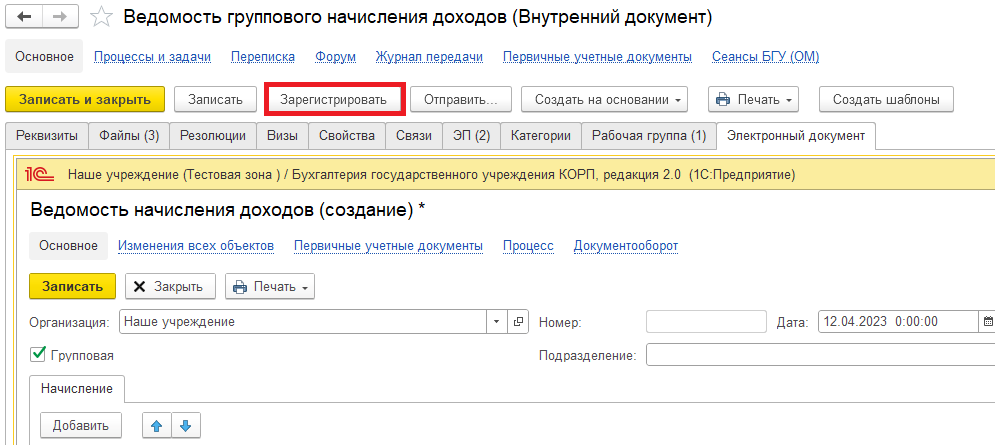 Ведомость группового начисления доходов (Внутренний документ)
Основное Процессы и задачи Переписка Форум Журнал передачи Первичные учетные документы Сеансы БГУ (ОМ)
Записать и закрыть Записать Зарегистрировать Отправить... Создать на основании Печать Создать шаблоны
Реквизиты Файлы (3) Резолюции Визы Свойства Связи ЭП (2) Категории Рабочая группа (1) Электронный документ
1С Наше учреждение (Тестовая зона ) / Бухгалтерия государственного учреждения КОРП, редакция 2.0 (1С:Предприятие)
Ведомость начисления доходов (создание) *
Основное Изменения всех объектов Первичные учетные документы Процесс Документооборот
Записать Закрыть Печать
Организация: Наше учреждение Номер: Дата: 12.04.2023 0:00:00
Групповая Подразделение:
Начисление
Добавить